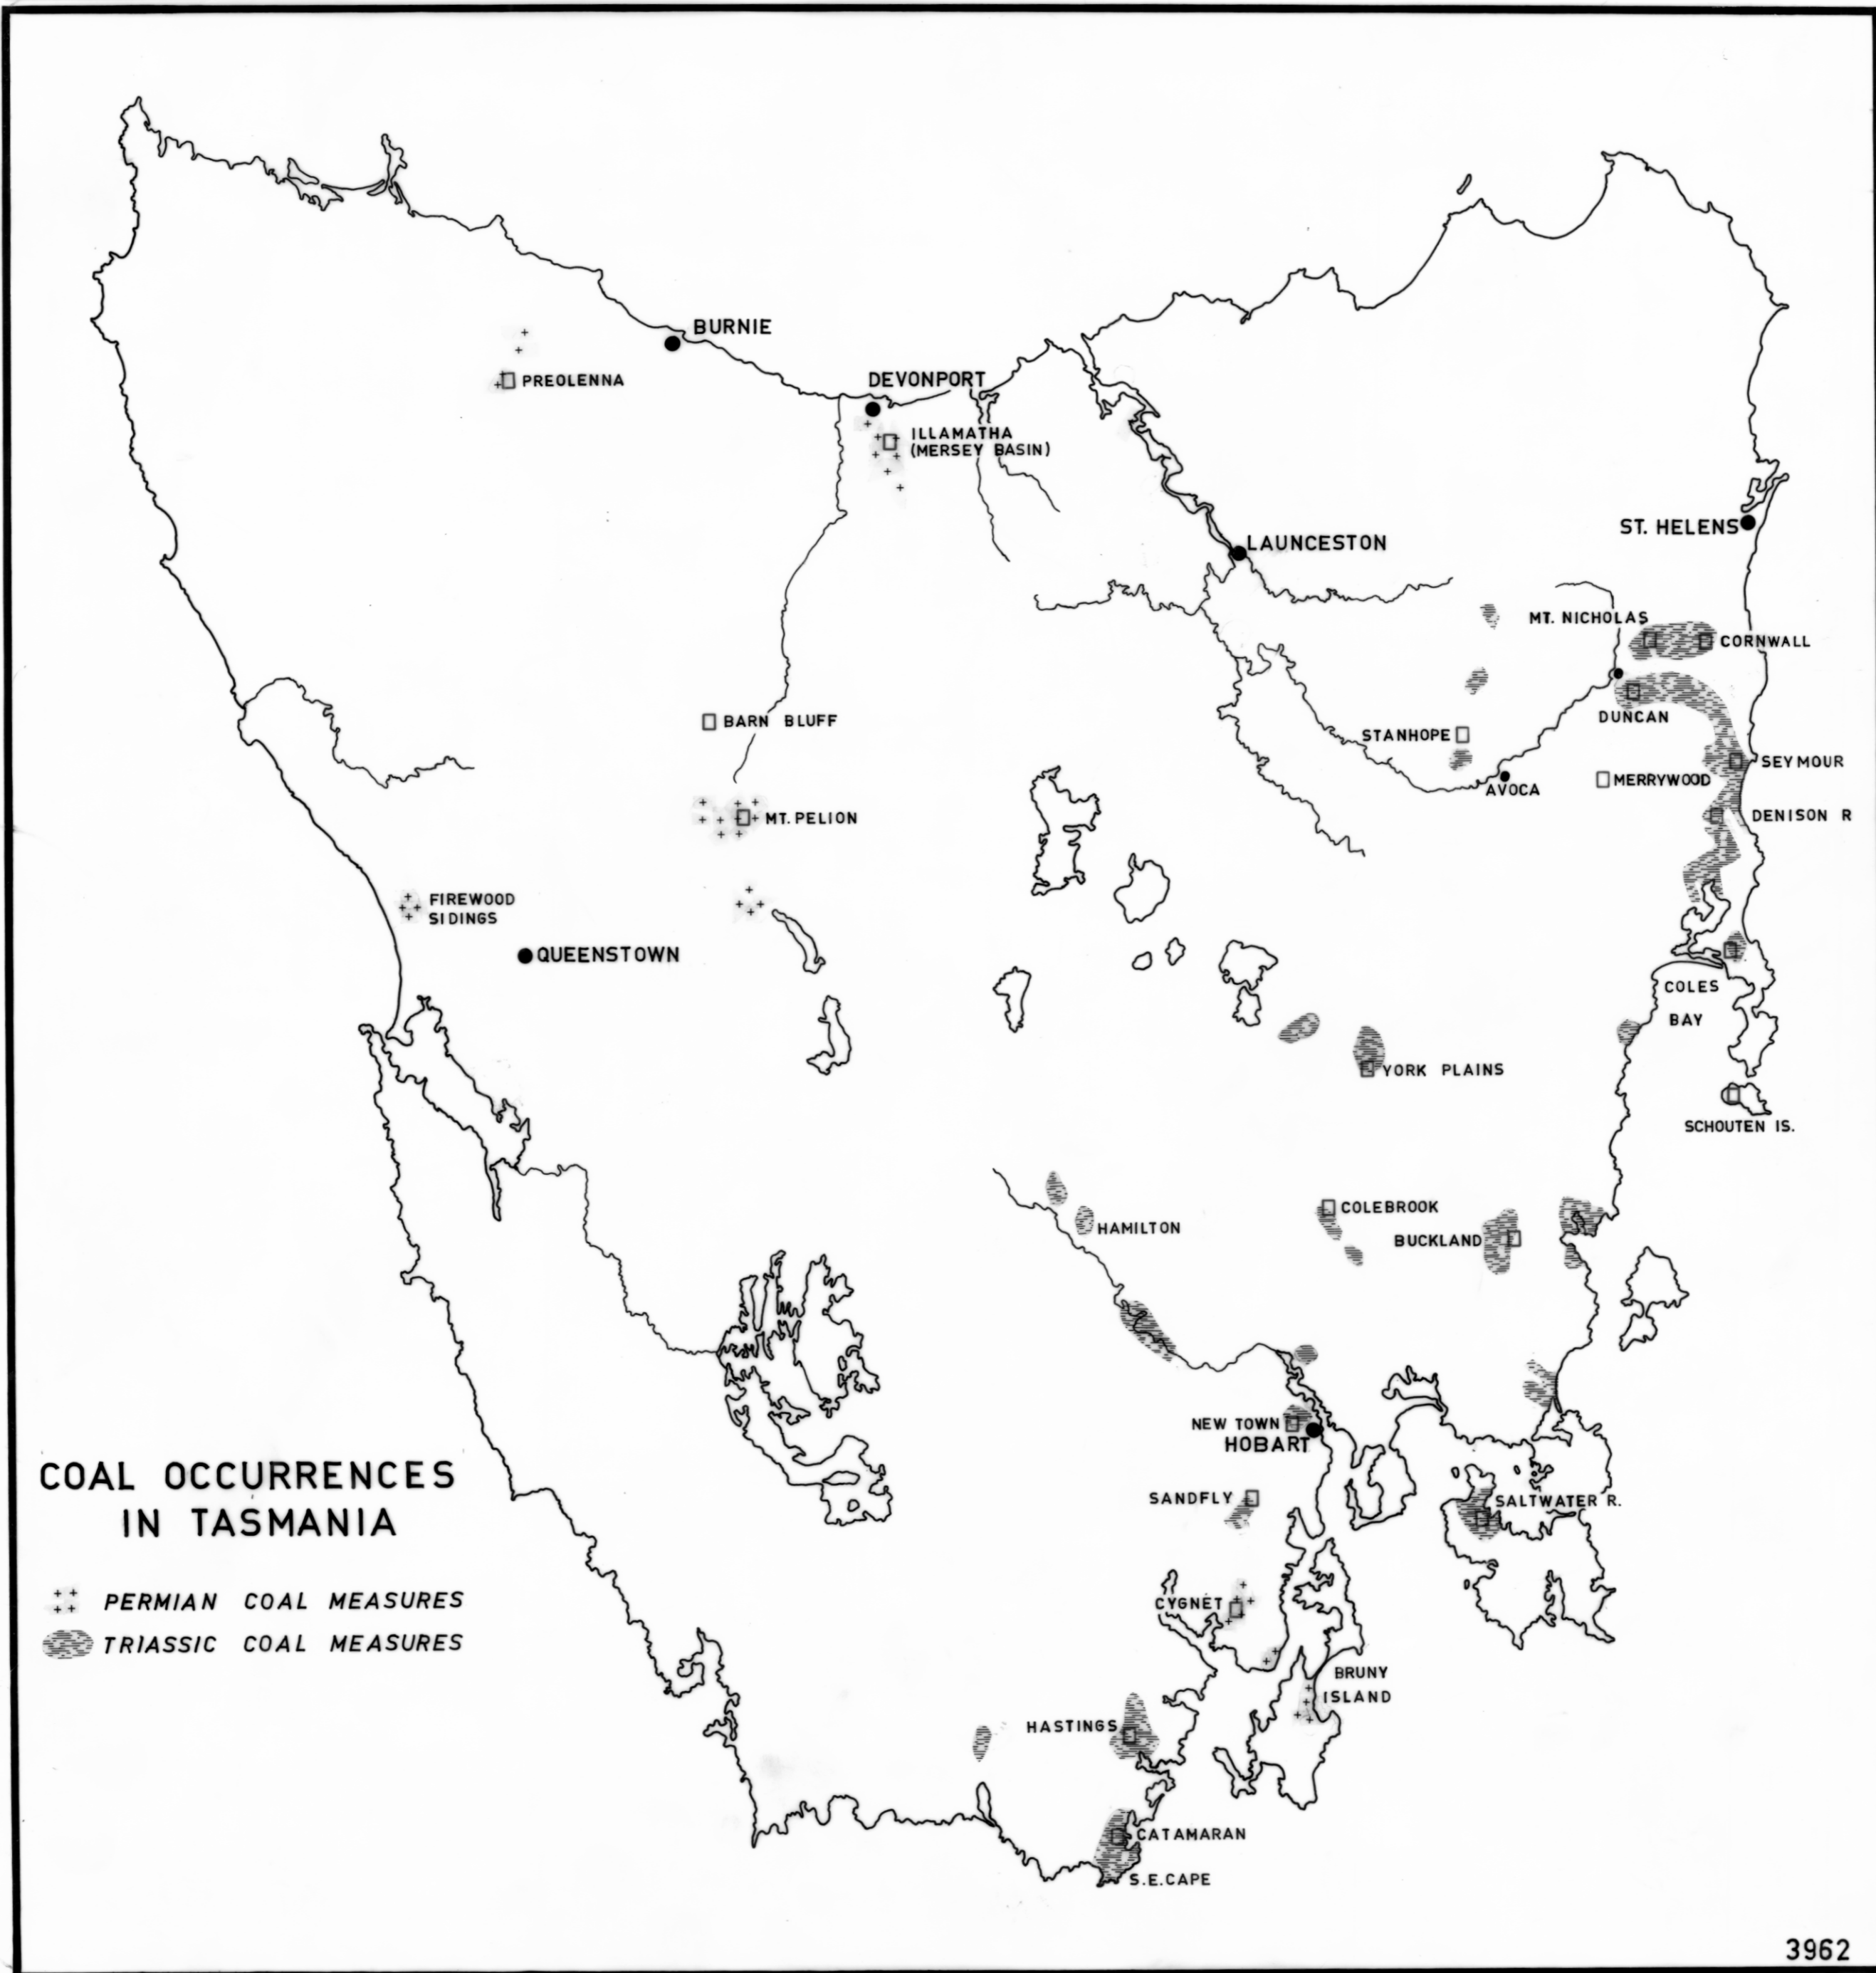 BURNIE
PREOLENNA
DEVONPORT
ILLAMATHA
(MERSEY BASIN)
ST. HELENS
LAUNCESTON
MT. NICHOLAS
CORNWALL
DUNCAN
BARN BLUFF
STANHOPE
SEYMOUR
MERRYWOOD
AVOCA
DENISON R
MT. PELION
FIREWOOD
SIDINGS
QUEENSTOWN
COLES
BAY
YORK PLAINS
SCHOUTEN IS.
COLEBROOK
HAMILTON
BUCKLAND
NEW TOWN
HOBART
COAL OCCURRENCES
IN TASMANIA
SANDFLY
SALTWATER R.
PERMIAN COAL MEASURES
TRIASSIC COAL MEASURES
CYGNET
BRUNY
ISLAND
HASTINGS
CATAMARAN
S.E.CAPE
3962